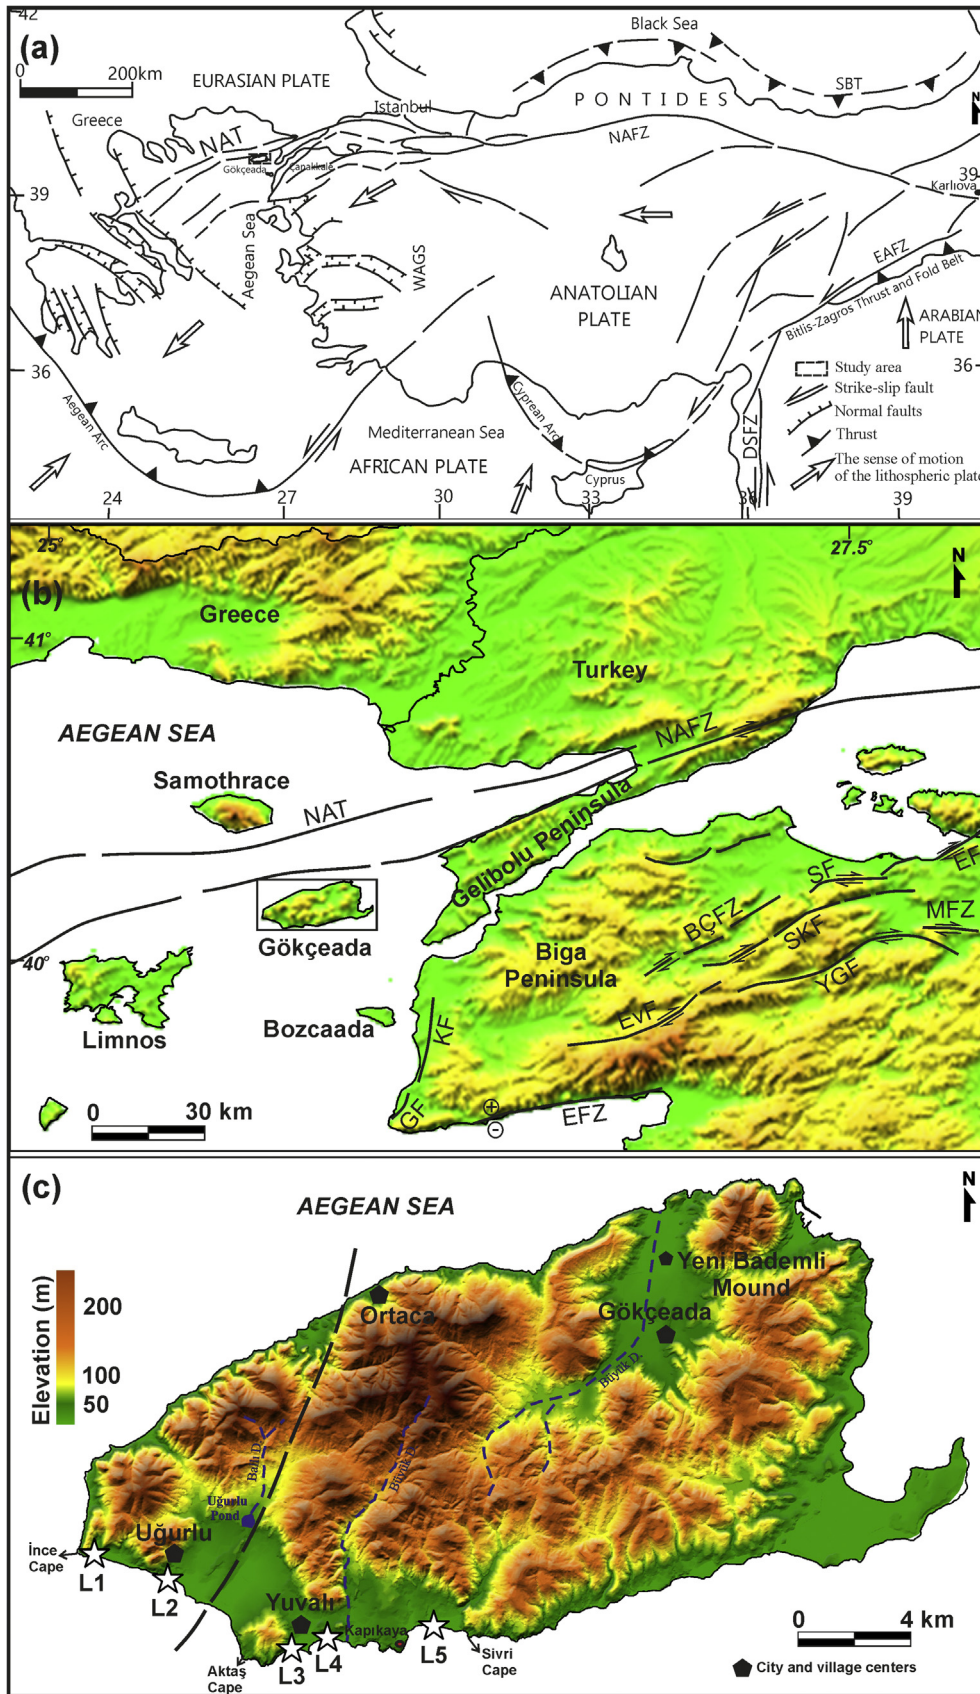 42
(a)
0 200km
EURASIAN PLATE
Black Sea
SBT
PONTIDES
N
Istanbul
Greece
NAT
NAFZ
Gökçeada
Çanakkale
39
39
Karlıova
Aegean Sea
WAGS
EAFZ
ANATOLIAN
PLATE
Bitlis-Zagros Thrust and Fold Belt
ARABIAN
PLATE
36
36
Study area
Strike-slip fault
Normal faults
Thrust
The sense of motion
of the lithospheric plate
Aegean Arc
Cyprean Arc
Mediterranean Sea
AFRICAN PLATE
DSFZ
Cyprus
24
27
30
33
36
39
25°
27.5°
(b)
N
Greece
41°
Turkey
AEGEAN SEA
NAFZ
Samothrace
NAT
Gelibolu Peninsula
SF
EF
BÇFZ
SKF
MFZ
Gökçeada
40°
Biga
Peninsula
YGF
EvF
Bozcaada
KF
Limnos
GF
0 30 km
+
-
EFZ
(c)
AEGEAN SEA
N
Elevation (m)
200
100
50
Yeni Bademli
Mound
Ortaca
Gökçeada
Büyük D.
Ballı D.
Büyük D.
Uğurlu
Pond
Uğurlu
İnce
Cape
L1
L2
Yuvalı
Kapıkaya
L3
L4
L5
Aktaş
Cape
Sivri
Cape
0 4 km
City and village centers